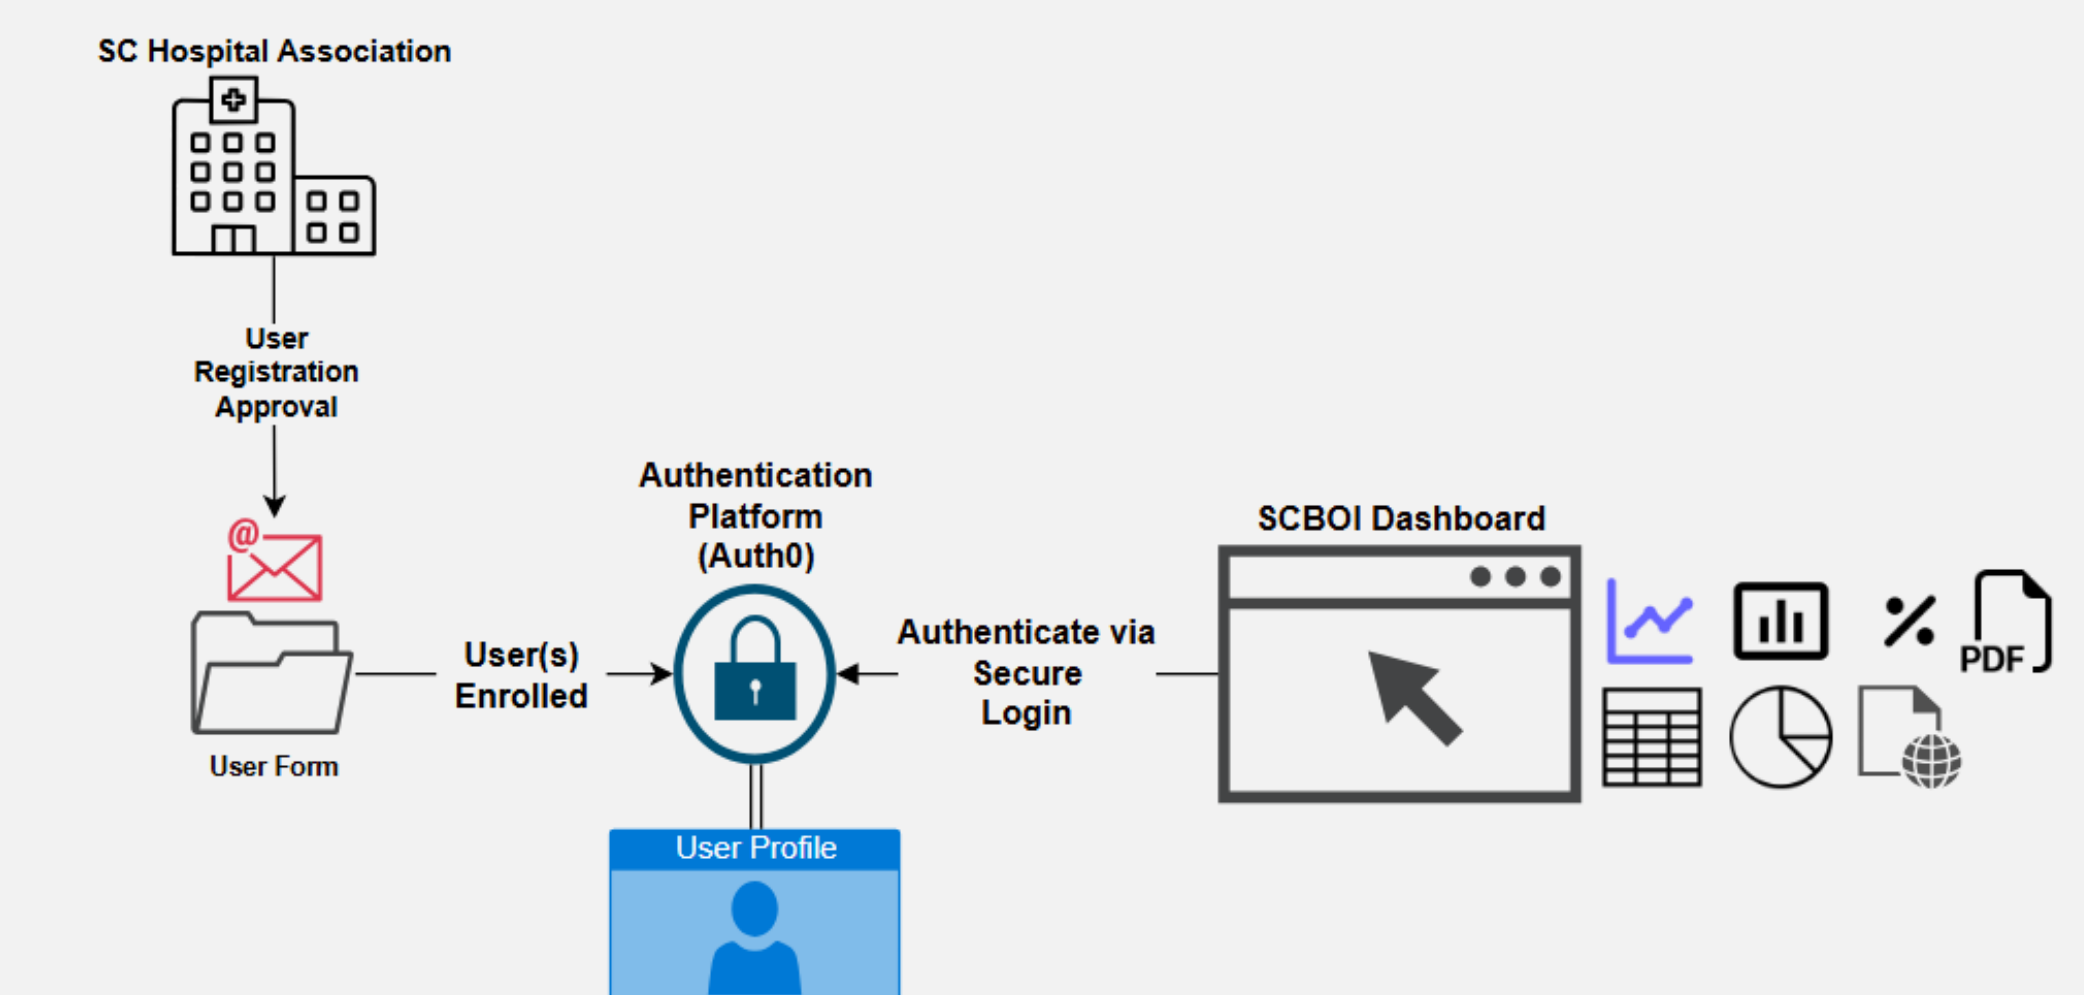 SC Hospital Association
User
Registration
Approval
@
User Form
User(s)
Enrolled
Authentication
Platform
(Auth0)
User Profile
Authenticate via
Secure
Login
SCBOI Dashboard
%
PDF